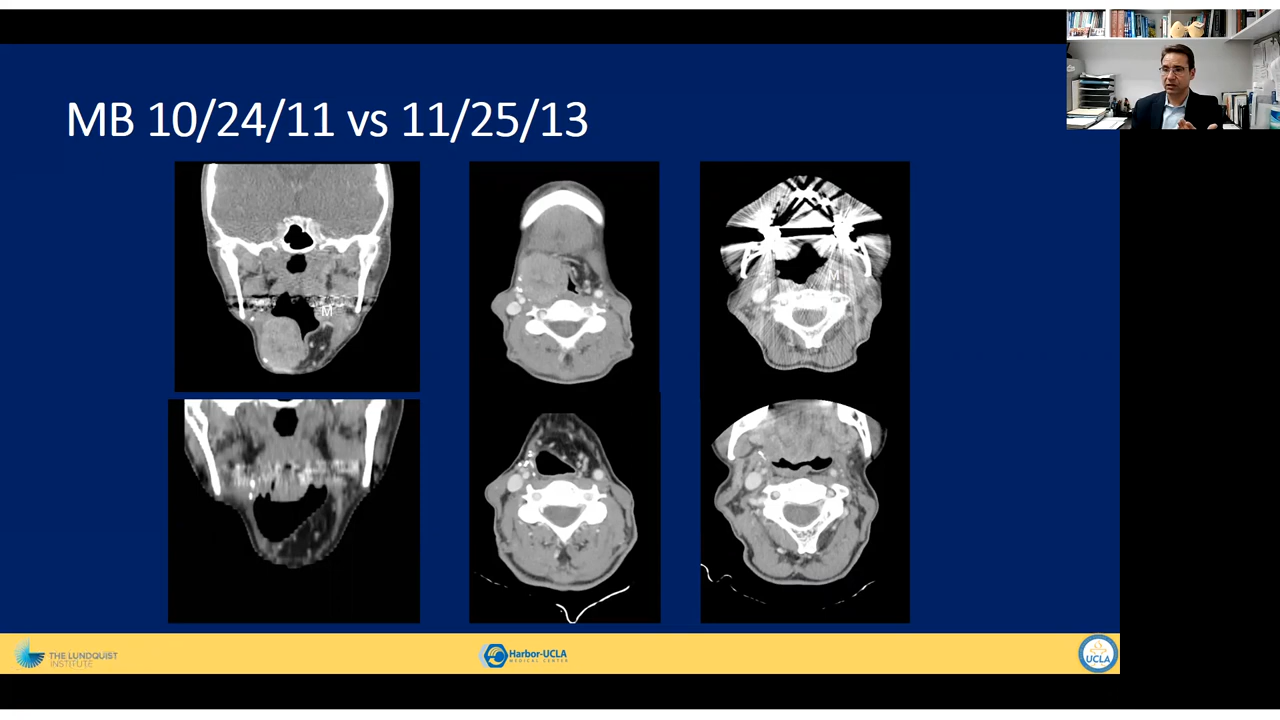 MB 10/24/11 vs 11/25/13
M
M
THE LUNDQUIST
INSTITUTE
Harbor-UCLA
MEDICAL CENTER
UCLA